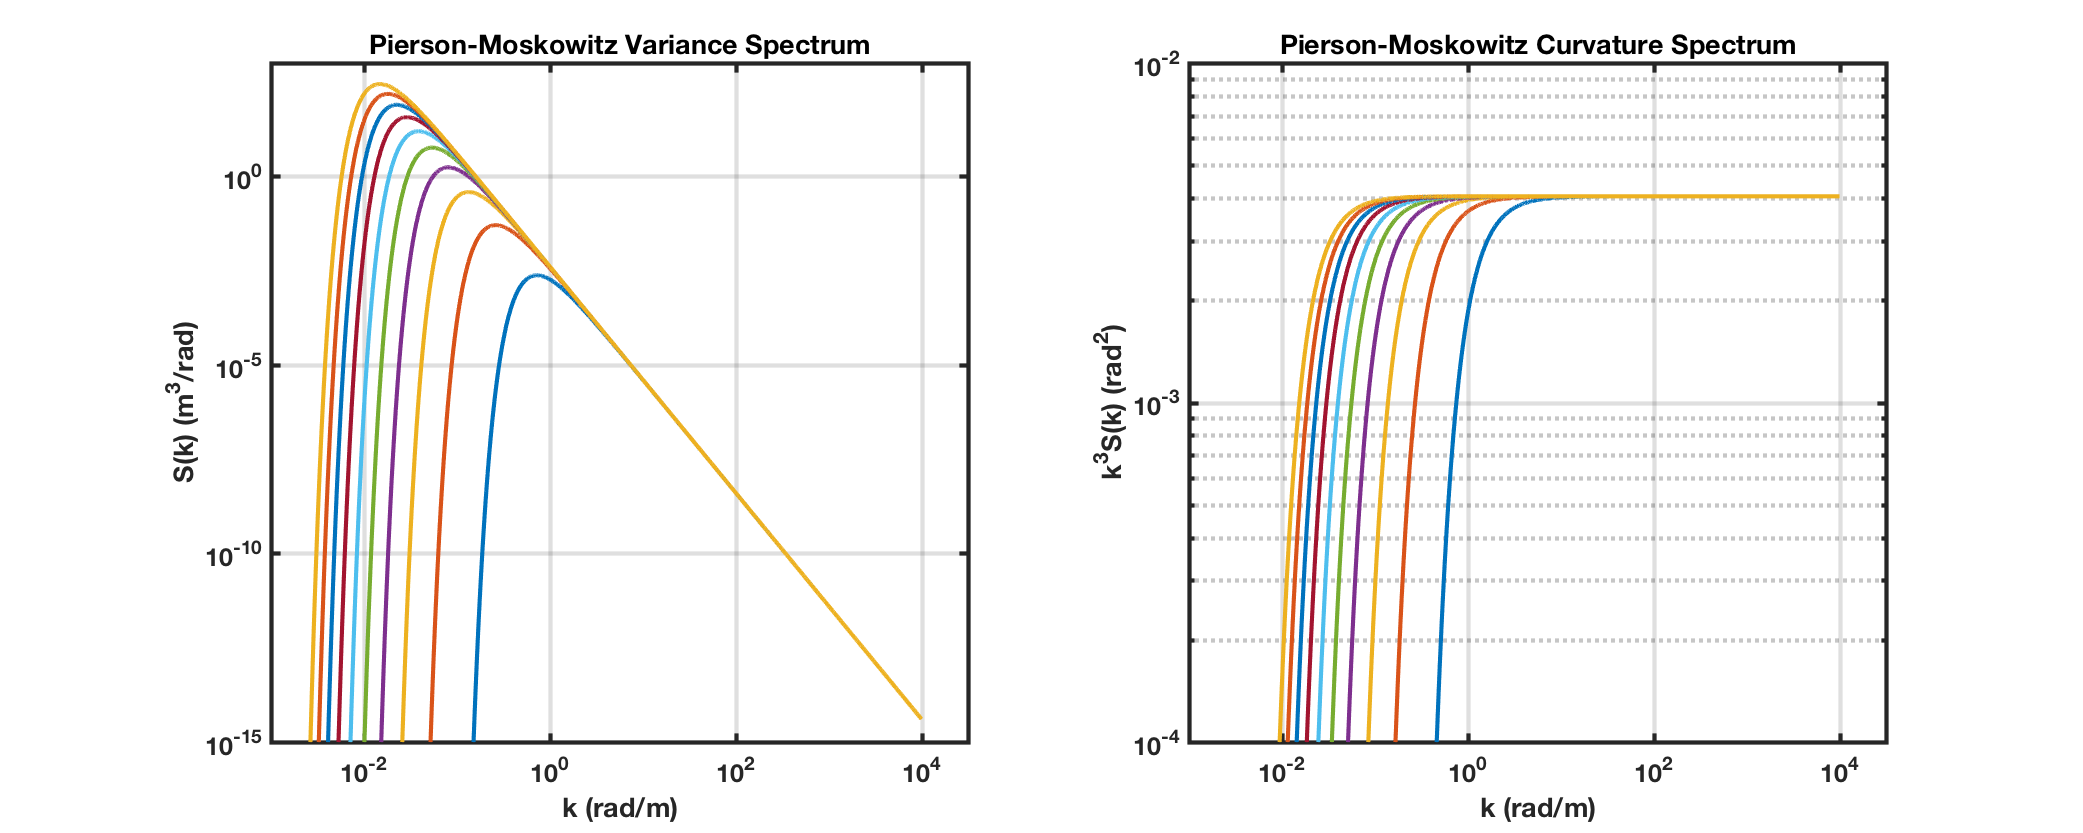 Pierson-Moskowitz Variance Spectrum
S(k) (m^3/rad)
10^0
10^-5
10^-10
10^-15
10^-2 10^0 10^2 10^4
k (rad/m)
Pierson-Moskowitz Curvature Spectrum
k^3S(k) (rad^2)
10^-2
10^-3
10^-4
10^-2 10^0 10^2 10^4
k (rad/m)